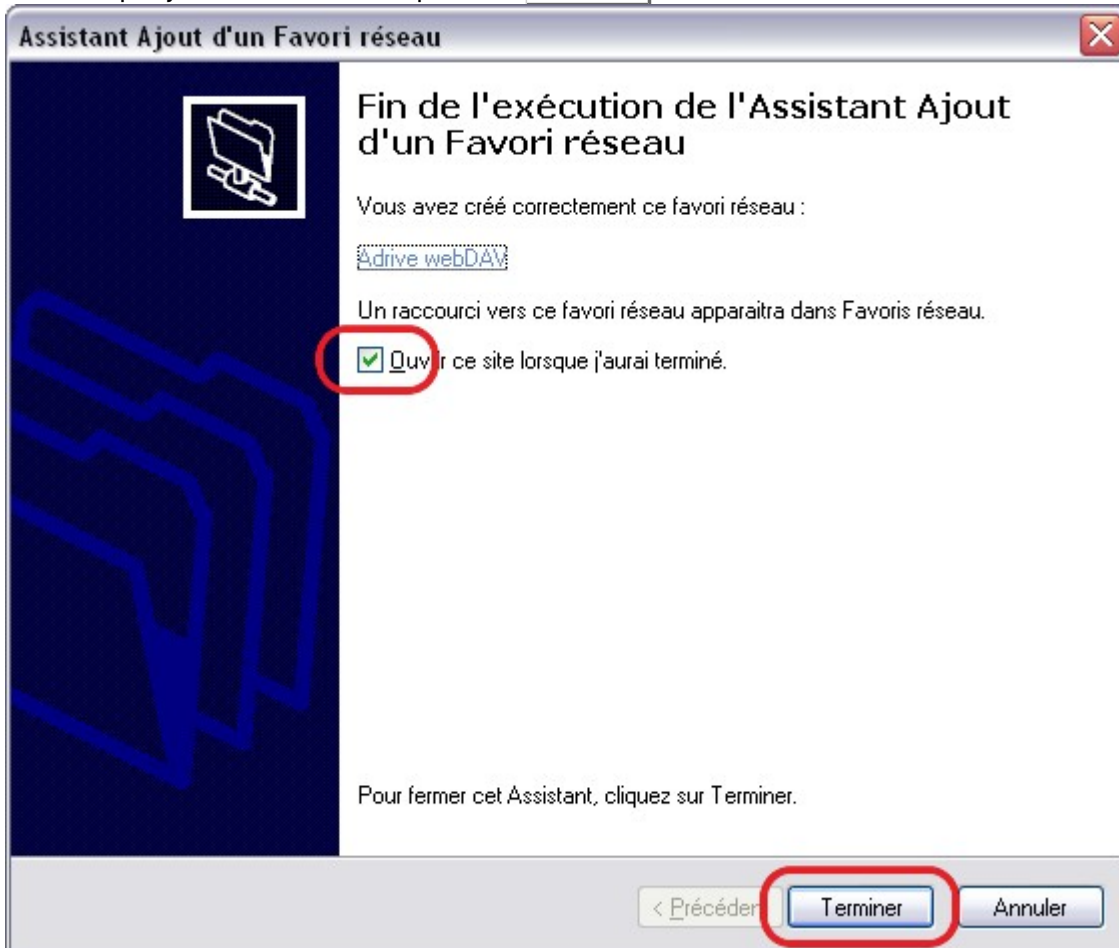 Assistant Ajout d'un Favori réseau
Fin de l'exécution de l'Assistant Ajout
d'un Favori réseau
Vous avez créé correctement ce favori réseau :
Adrive webDAV
Un raccourci vers ce favori réseau apparaitra dans Favoris réseau.
Ouvrir ce site lorsque j'aurai terminé.
Pour fermer cet Assistant, cliquez sur Terminer.
< Précéden Terminer Annuler